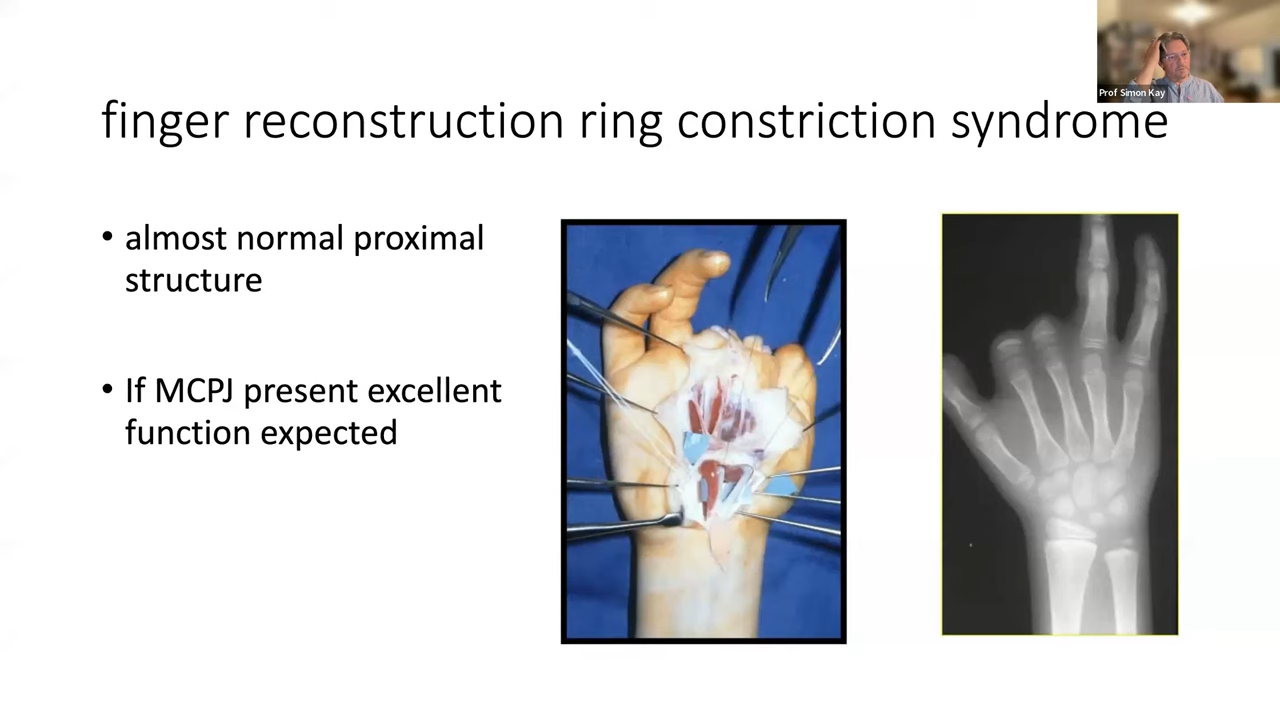 Prof Simon Kay
finger reconstruction ring constriction syndrome
• almost normal proximal
structure
• If MCPJ present excellent
function expected